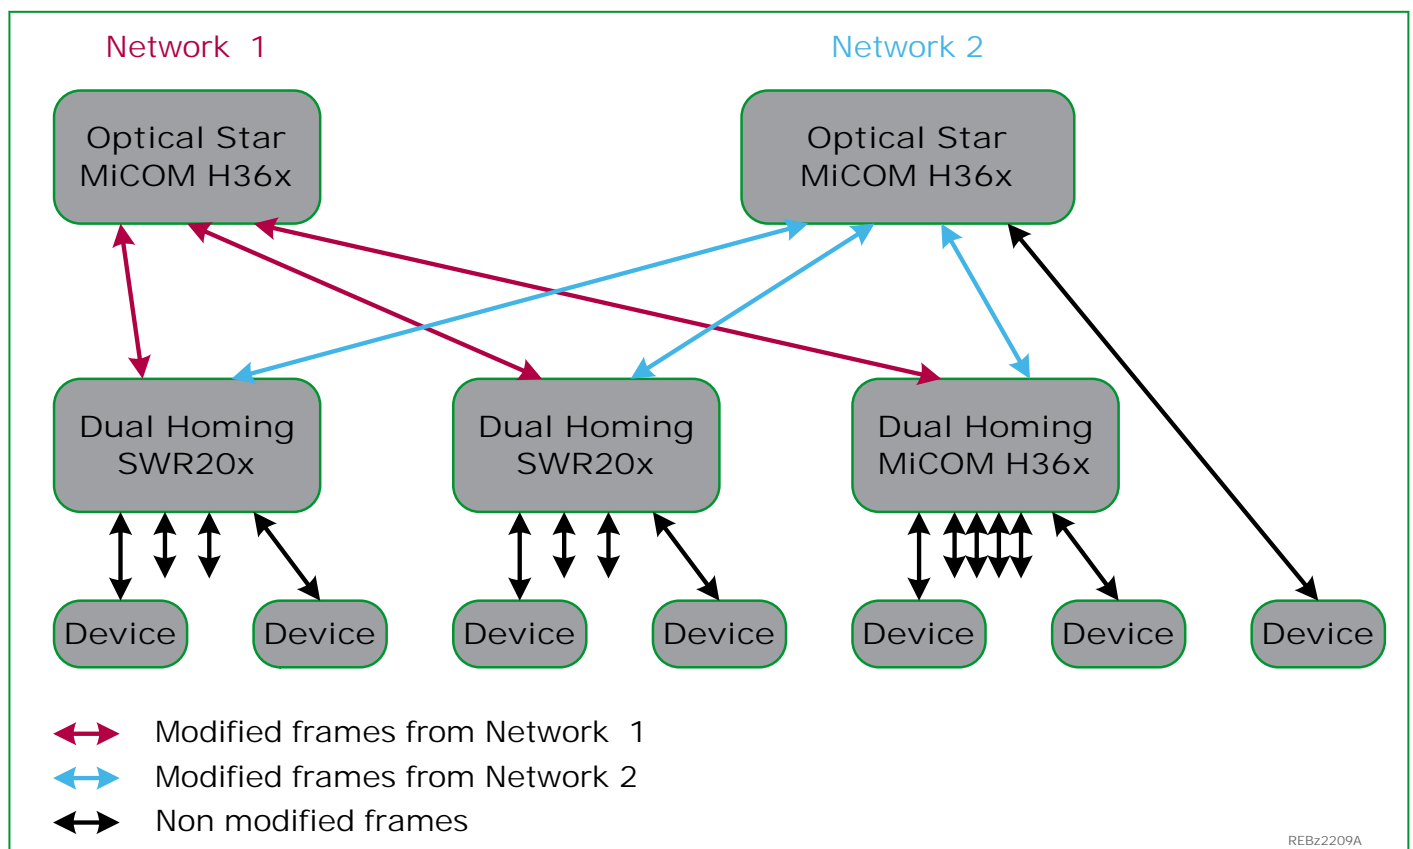 Network 1
Network 2
Optical Star
MiCOM H36x
Optical Star
MiCOM H36x
Dual Homing
SWR20x
Dual Homing
SWR20x
Dual Homing
MiCOM H36x
Device
Device
Device
Device
Device
Device
Device
Modified frames from Network 1
Modified frames from Network 2
Non modified frames
REBz2209A